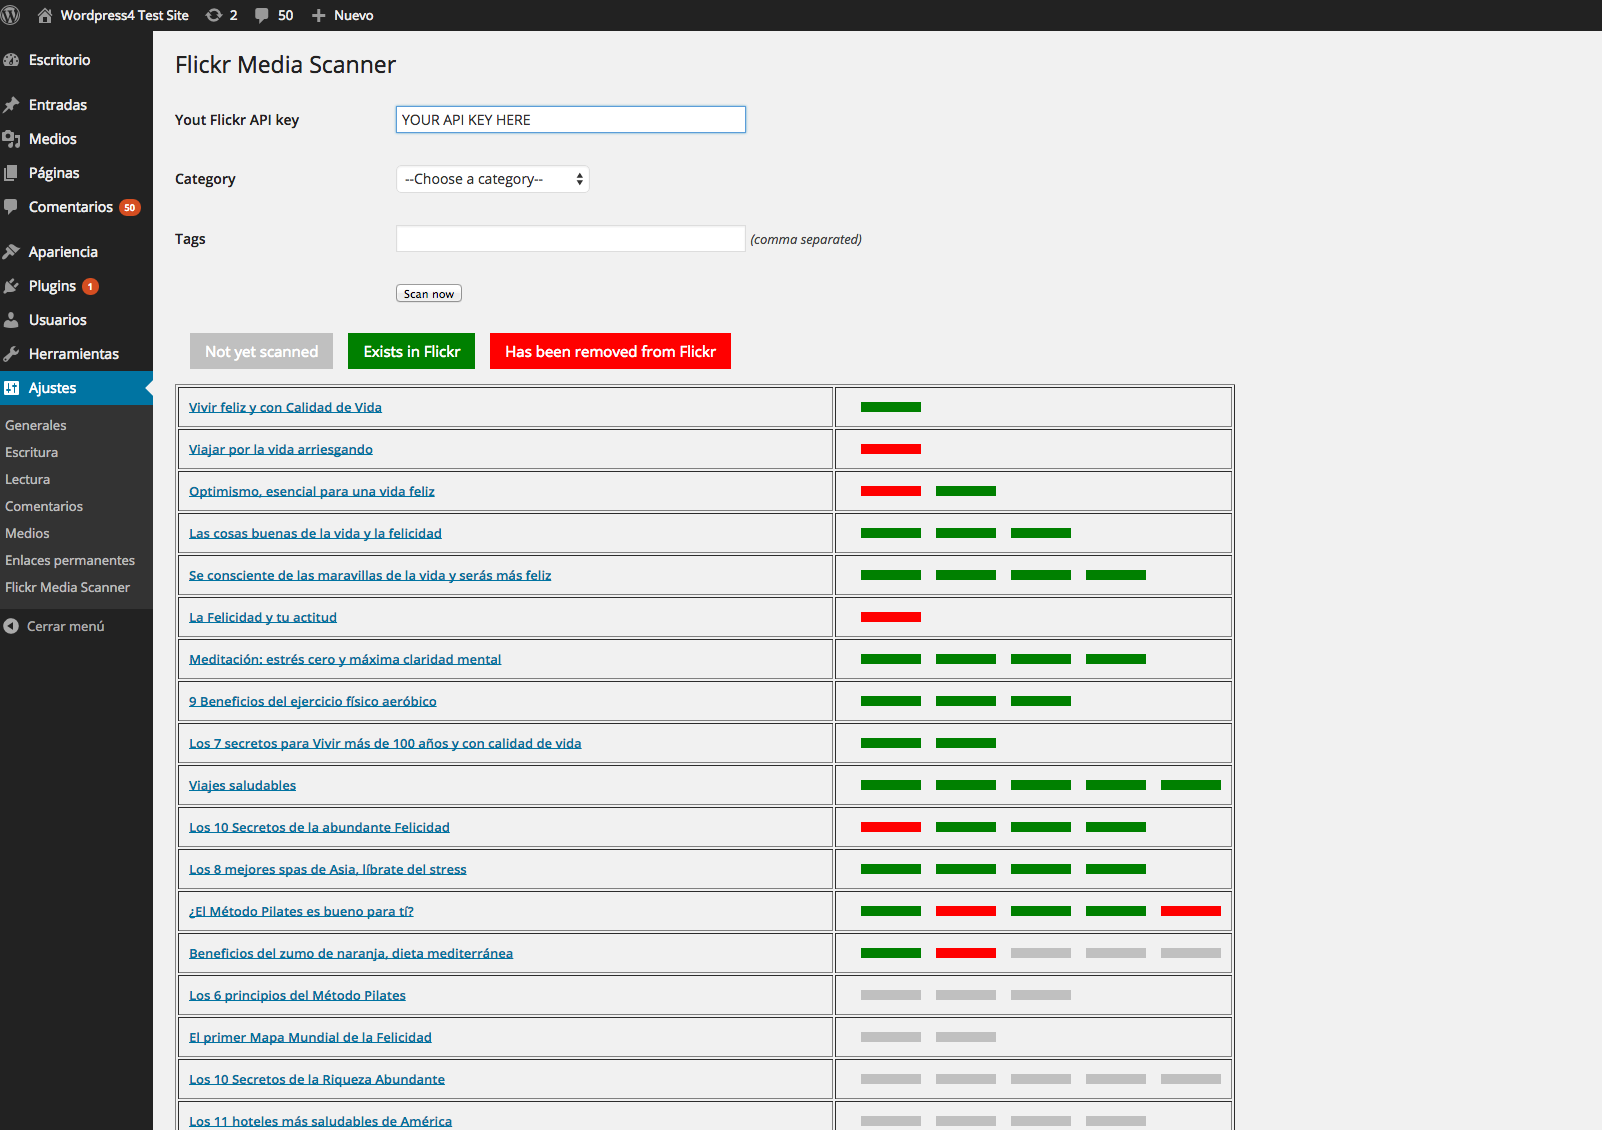 Wordpress4 Test Site 2 50 Nuevo
Escritorio
Entradas
Medios
Páginas
Comentarios 50
Apariencia
Plugins 1
Usuarios
Herramientas
Ajustes
Generales
Escritura
Lectura
Comentarios
Medios
Enlaces permanentes
Flickr Media Scanner
Cerrar menú
Flickr Media Scanner
Yout Flickr API key YOUR API KEY HERE
Category --Choose a category--
Tags (comma separated)
Scan now
Not yet scanned Exists in Flickr Has been removed from Flickr
Vivir feliz y con Calidad de Vida
Viajar por la vida arriesgando
Optimismo, esencial para una vida feliz
Las cosas buenas de la vida y la felicidad
Se consciente de las maravillas de la vida y serás más feliz
La Felicidad y tu actitud
Meditación: estrés cero y máxima claridad mental
9 Beneficios del ejercicio físico aeróbico
Los 7 secretos para Vivir más de 100 años y con calidad de vida
Viajes saludables
Los 10 Secretos de la abundante Felicidad
Los 8 mejores spas de Asia, líbrate del stress
¿El Método Pilates es bueno para tí?
Beneficios del zumo de naranja, dieta mediterránea
Los 6 principios del Método Pilates
El primer Mapa Mundial de la Felicidad
Los 10 Secretos de la Riqueza Abundante
Los 11 hoteles más saludables de América